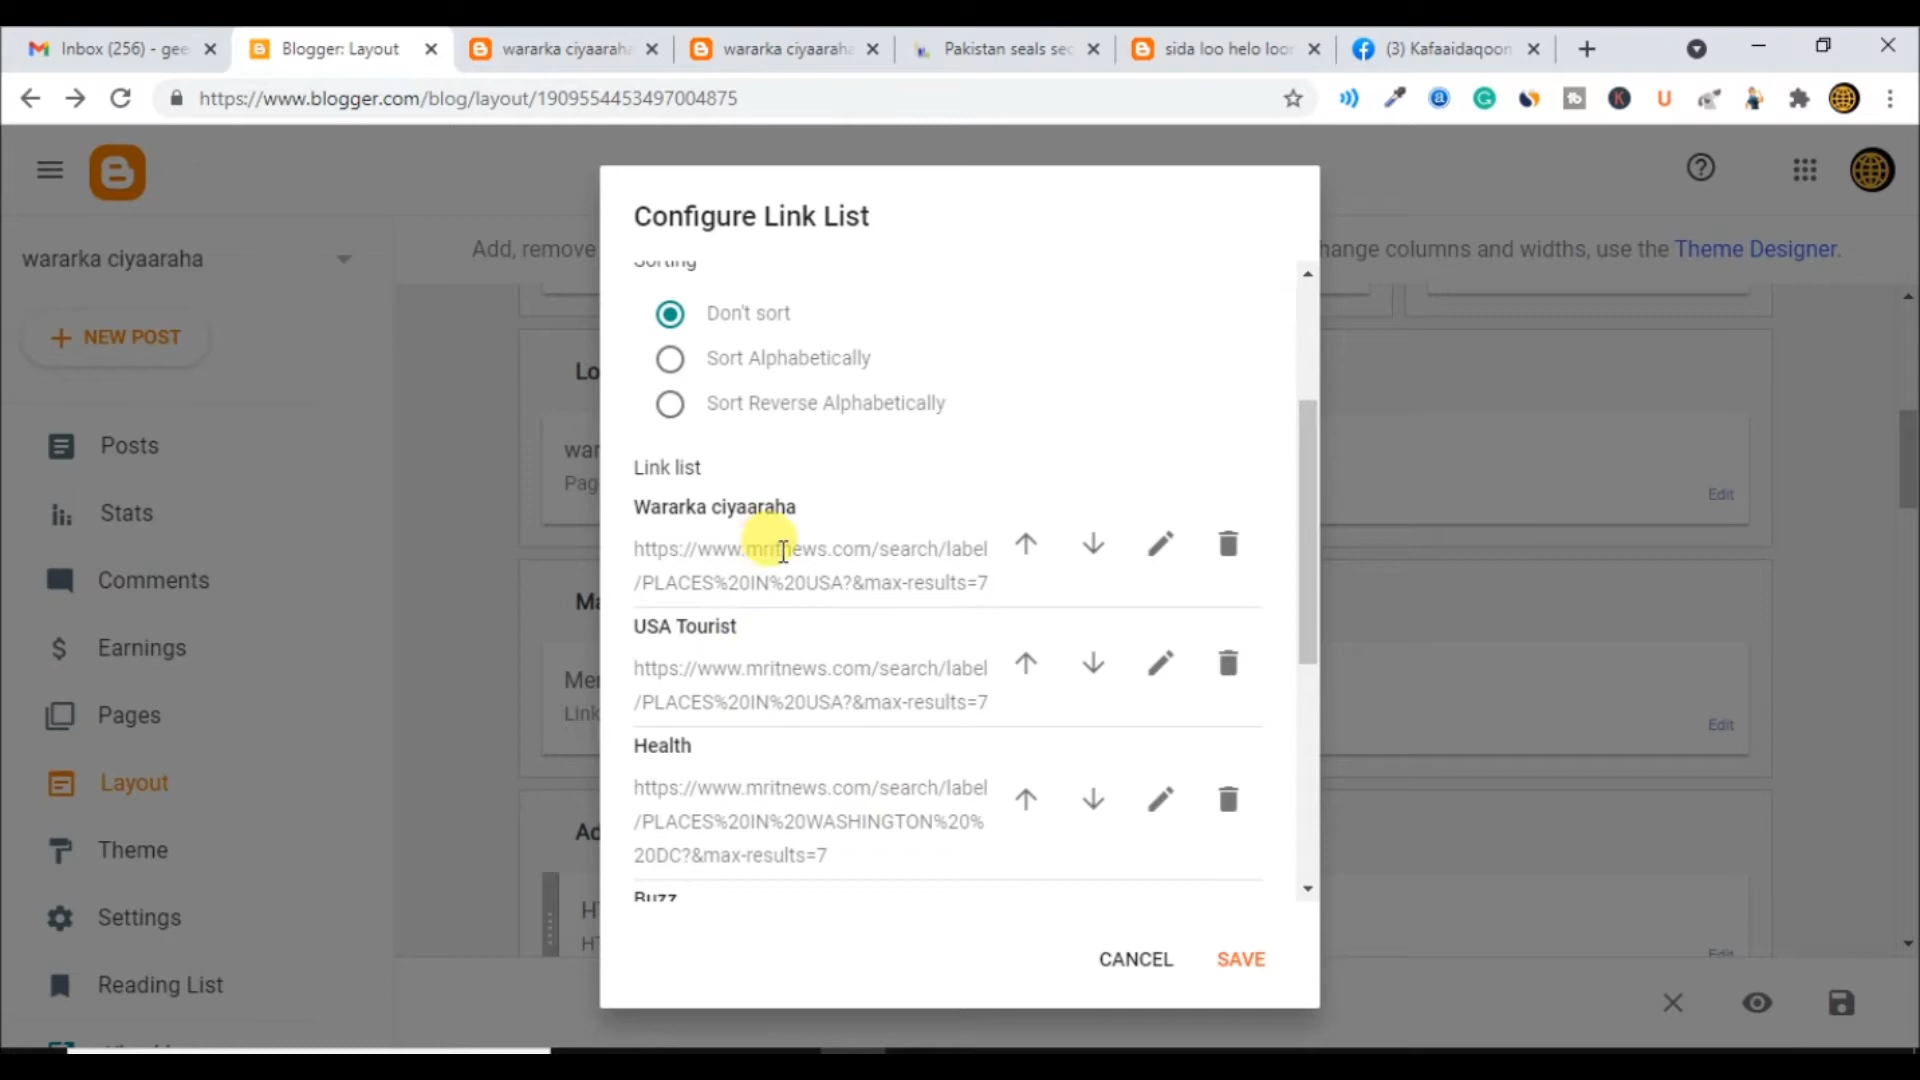 Inbox (256) - gee
Blogger: Layout
wararka ciyaaraha
wararka ciyaaraha
Pakistan seals sec
sida loo helo loor
(3) Kafaaidaqoon
https://www.blogger.com/blog/layout/1909554453497004875
wararka ciyaaraha
NEW POST
Posts
Stats
Comments
Earnings
Pages
Layout
Theme
Settings
Reading List
Add, remove
hange columns and widths, use the Theme Designer.
Lo
war
Pag
Edit
Ma
Mer
Link
Edit
Ad
HT
HT
Edit
Configure Link List
Sorting
Don't sort
Sort Alphabetically
Sort Reverse Alphabetically
Link list
Wararka ciyaaraha
https://www.mritnews.com/search/label
/PLACES%20IN%20USA?&max-results=7
USA Tourist
https://www.mritnews.com/search/label
/PLACES%20IN%20USA?&max-results=7
Health
https://www.mritnews.com/search/label
/PLACES%20IN%20WASHINGTON%20%
20DC?&max-results=7
Buzz
CANCEL
SAVE